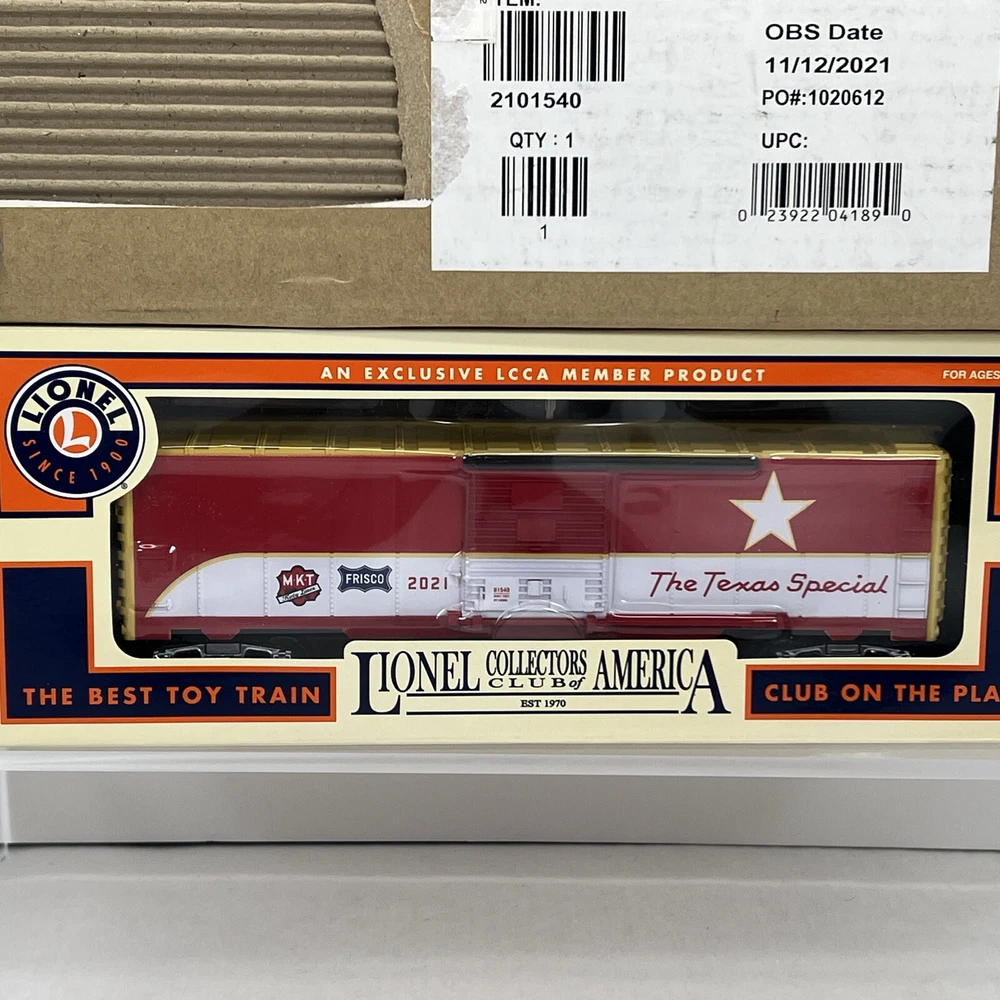 ITEM:
2101540
QTY : 1
1
OBS Date
11/12/2021
PO#:1020612
UPC:
0 23922 04189 0
AN EXCLUSIVE LCCA MEMBER PRODUCT
FOR AGES
LIONEL
L
SINCE 1900
®
M-K-T
FRISCO
2021
81540
The Texas Special
THE BEST TOY TRAIN
LIONEL COLLECTORS CLUB of AMERICA
EST 1970
CLUB ON THE PLA